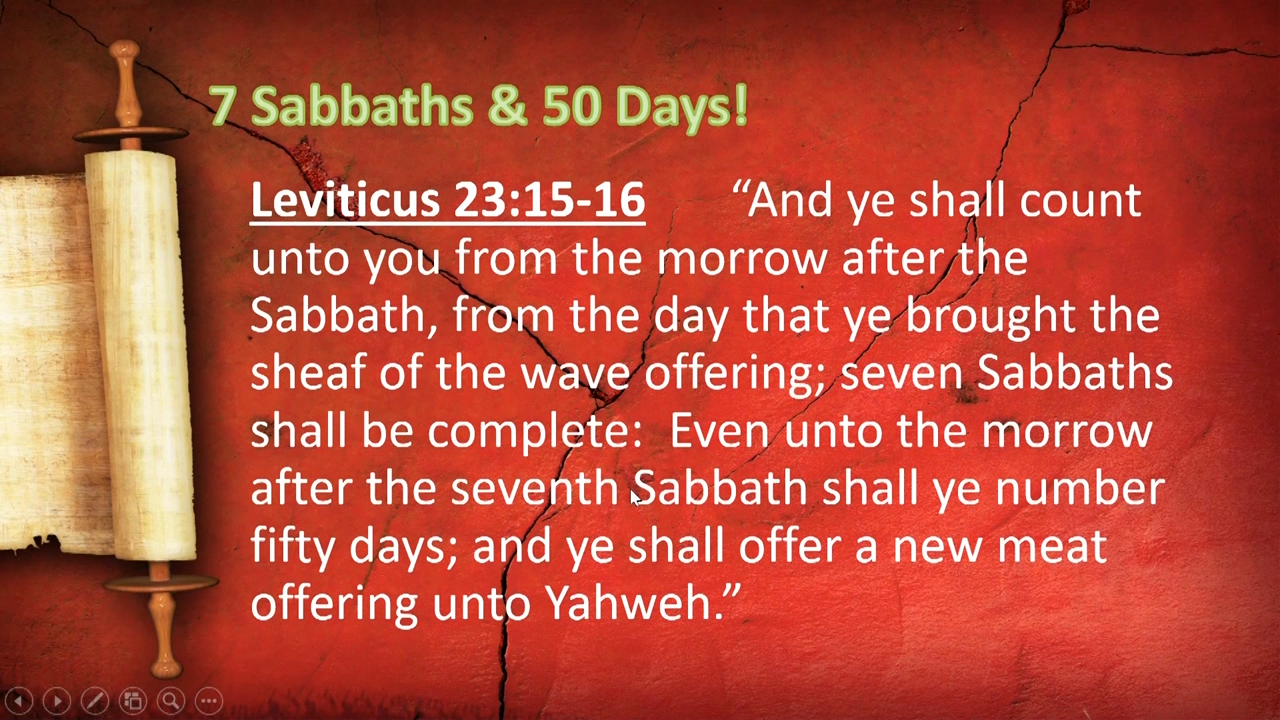 7 Sabbaths & 50 Days!
Leviticus 23:15-16 “And ye shall count
unto you from the morrow after the
Sabbath, from the day that ye brought the
sheaf of the wave offering; seven Sabbaths
shall be complete: Even unto the morrow
after the seventh Sabbath shall ye number
fifty days; and ye shall offer a new meat
offering unto Yahweh.”